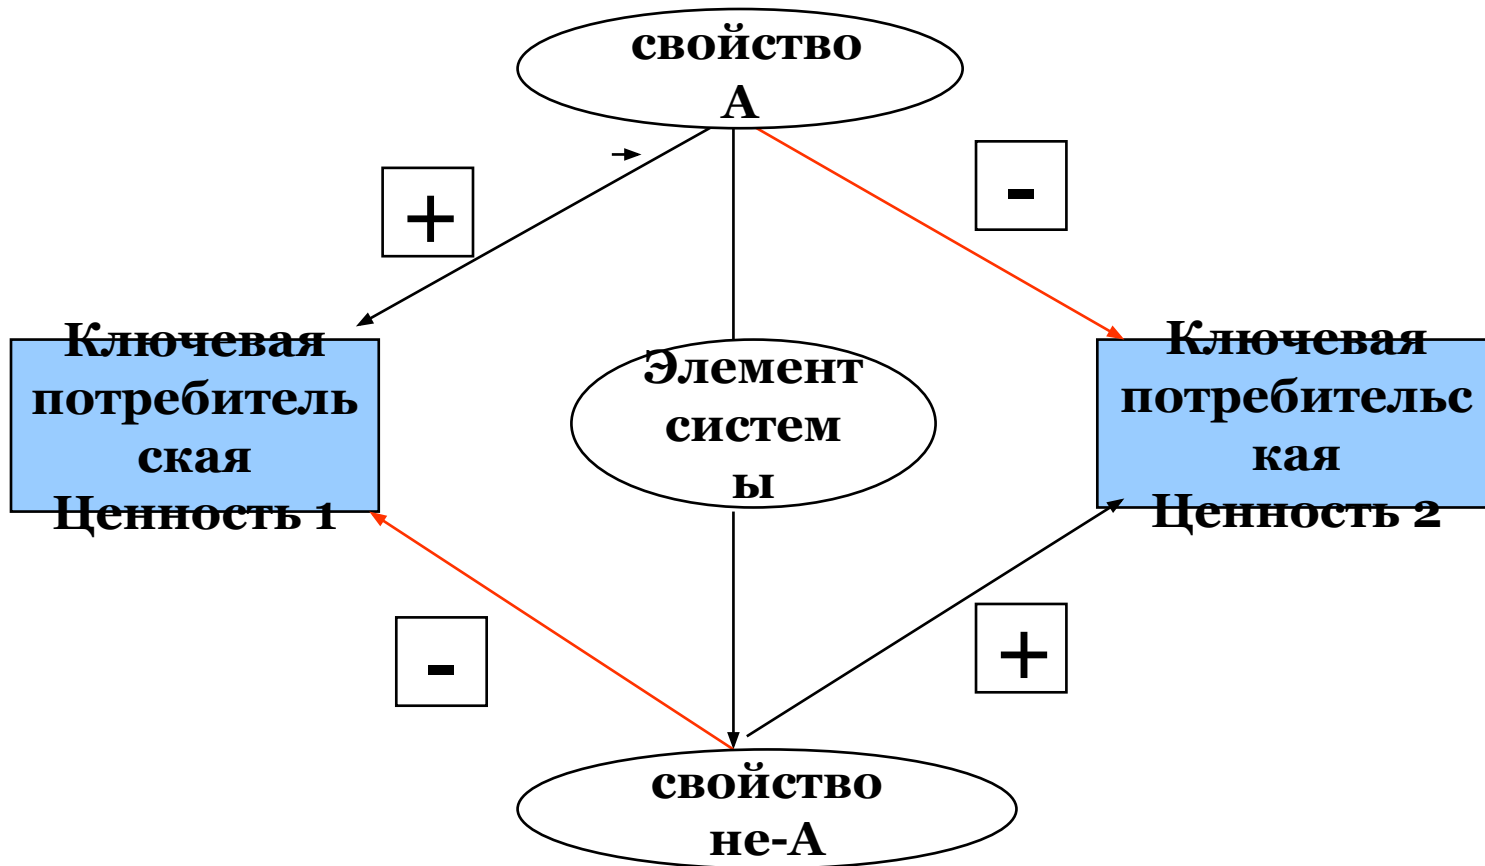 свойство
А
+
-
Ключевая
потребитель
ская
Ценность 1
Элемент
систем
ы
Ключевая
потребительс
кая
Ценность 2
-
+
свойство
не-А